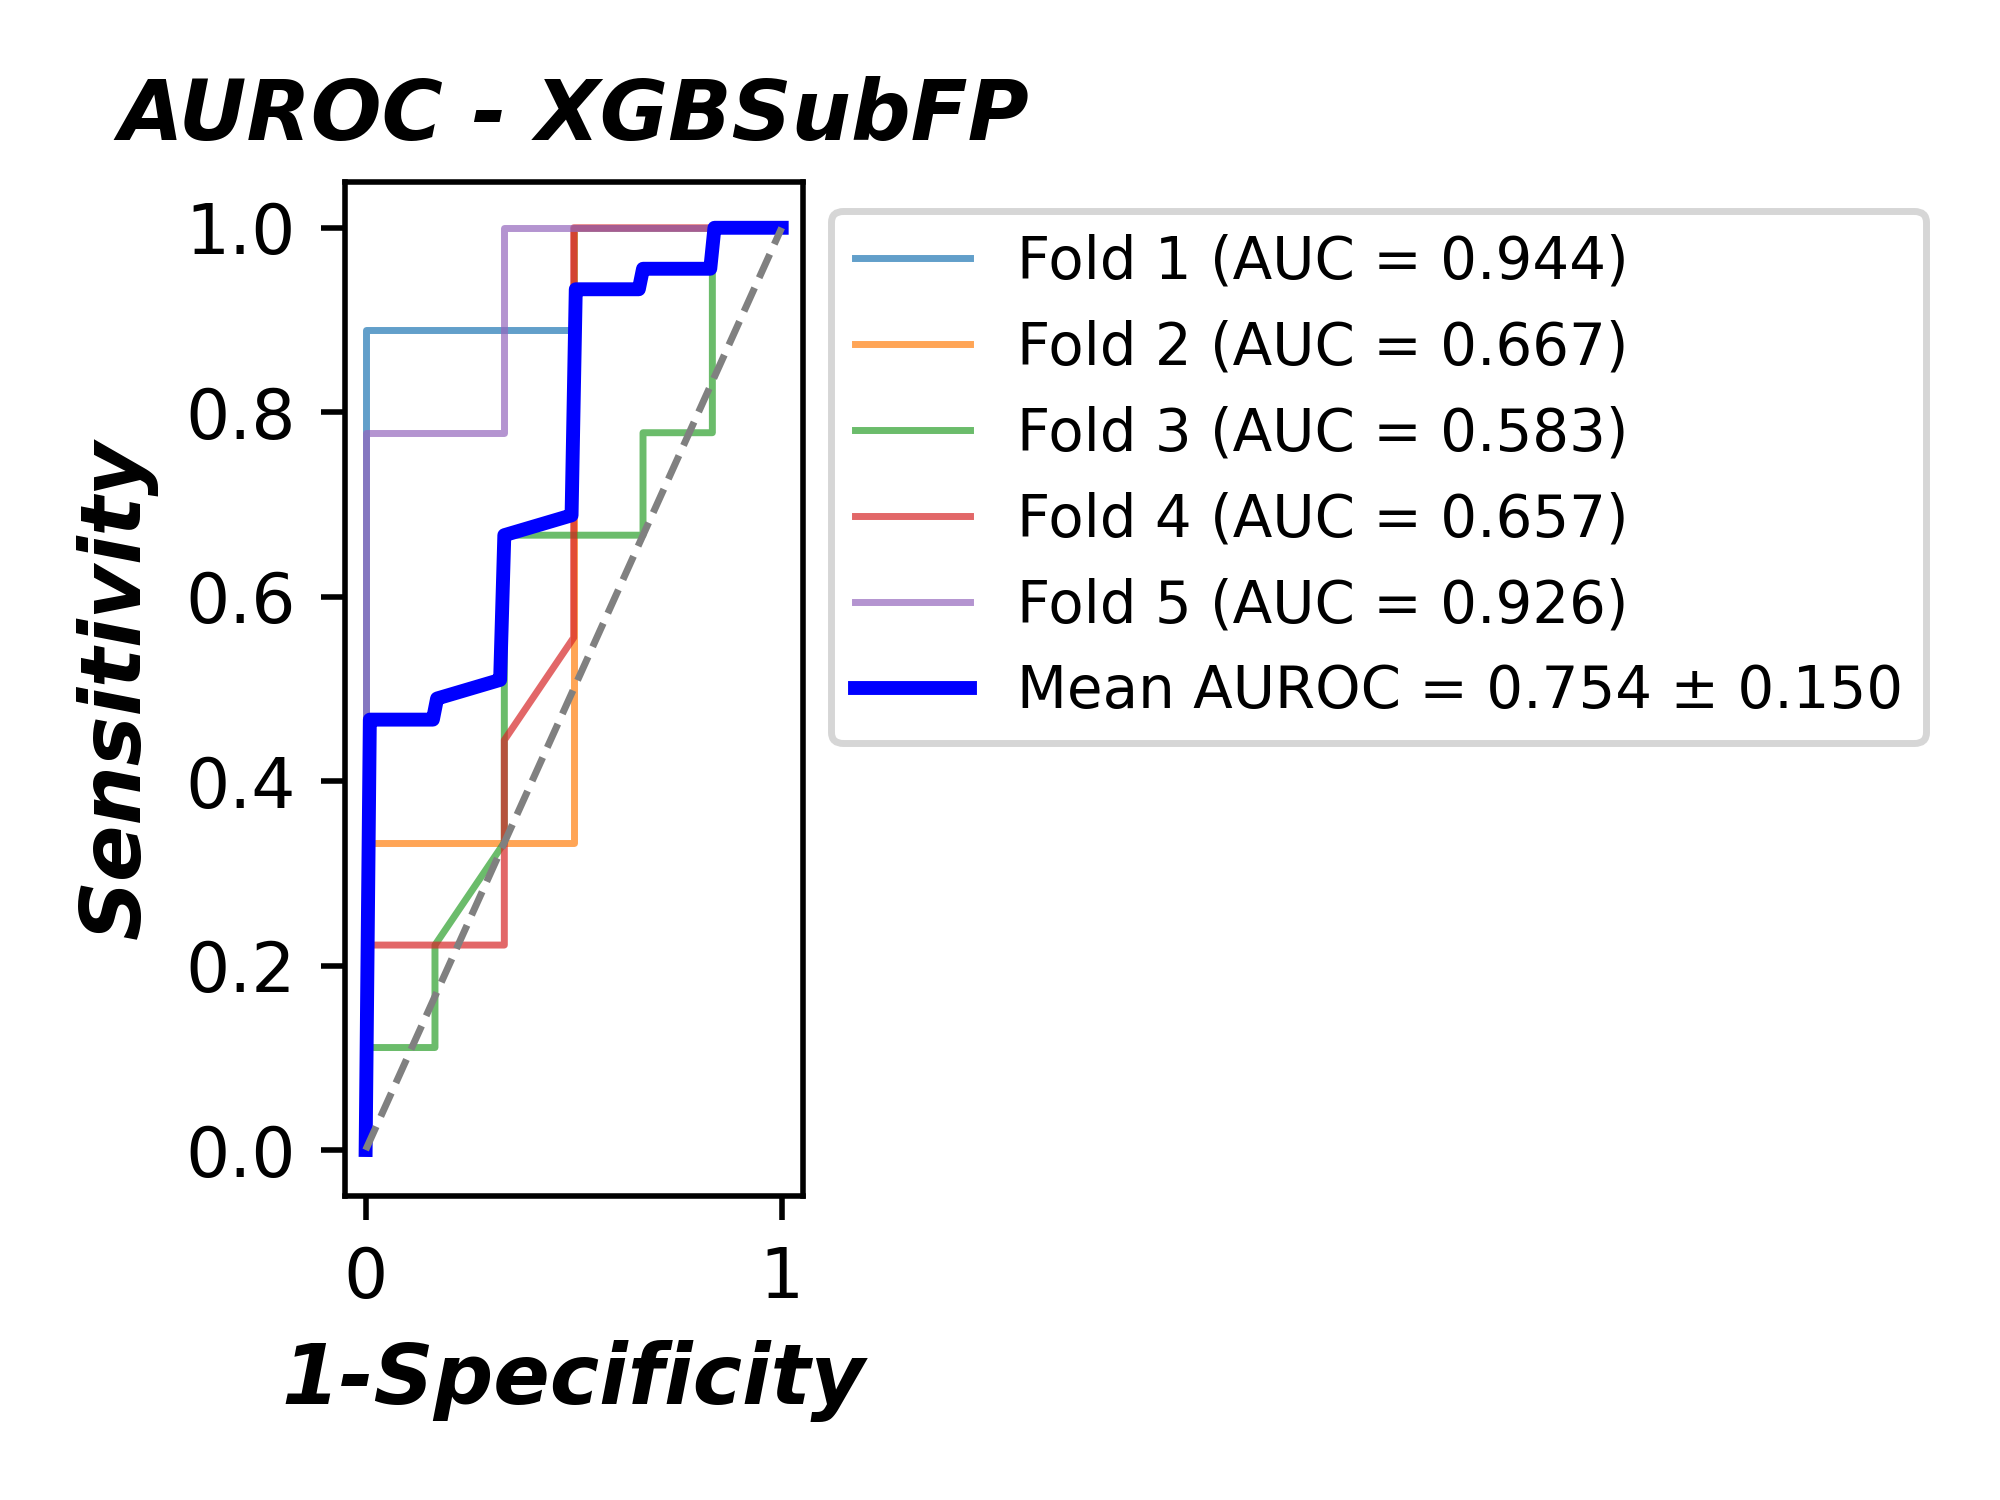 AUROC - XGBSubFP
Sensitivity
1.0
0.8
0.6
0.4
0.2
0.0
0 1
1-Specificity
Fold 1 (AUC = 0.944)
Fold 2 (AUC = 0.667)
Fold 3 (AUC = 0.583)
Fold 4 (AUC = 0.657)
Fold 5 (AUC = 0.926)
Mean AUROC = 0.754 ± 0.150